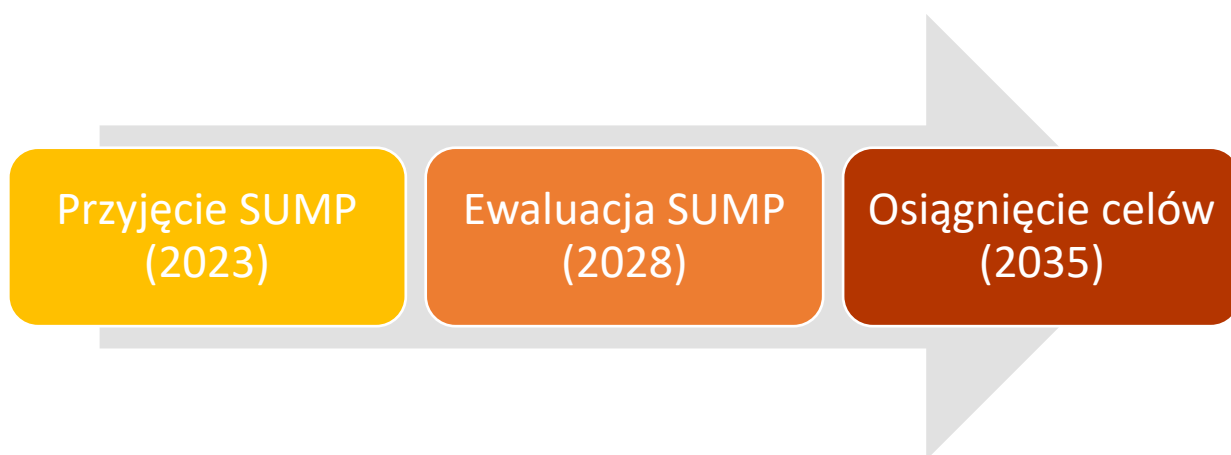 Przyjęcie SUMP
(2023)
Ewaluacja SUMP
(2028)
Osiągnięcie celów
(2035)